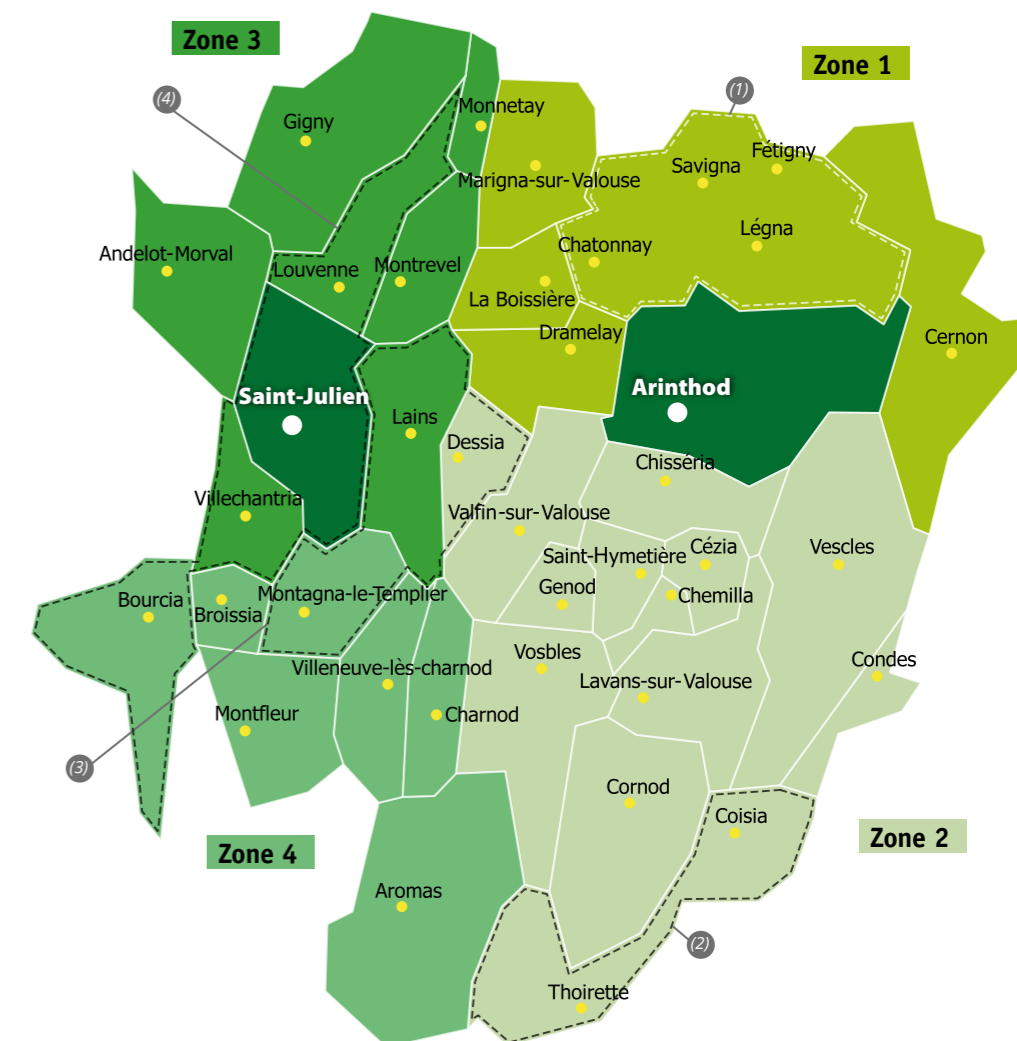 Zone 3
Zone 1
(4)
(1)
Monnetay
Gigny
Fétigny
Savigna
Marigna-sur-Valouse
Légna
Chatonnay
Andelot-Morval
Louvenne
Montrevel
La Boissière
Dramelay
Cernon
Saint-Julien
Arinthod
Lains
Dessia
Chisséria
Villechantria
Valfin-sur-Valouse
Saint-Hymetière
Cézia
Vescles
Genod
Chemilla
Bourcia
Broissia
Montagna-le-Templier
Vosbles
Condes
Villeneuve-lès-charnod
Lavans-sur-Valouse
Montfleur
Charnod
(3)
Cornod
Coisia
Zone 2
Zone 4
Aromas
(2)
Thoirette